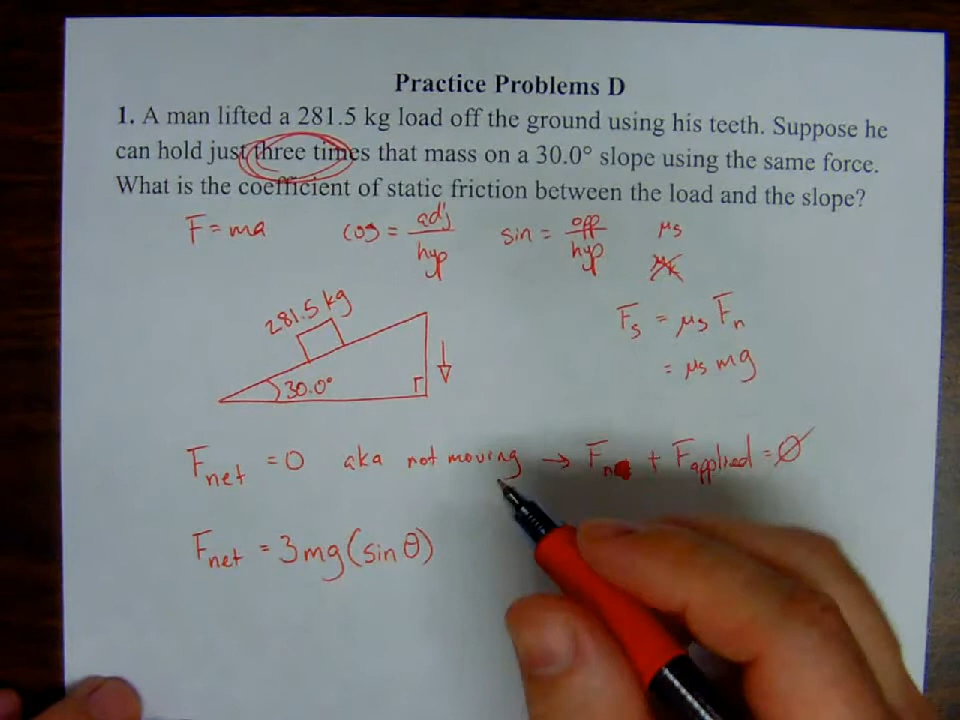 Practice Problems D
1. A man lifted a 281.5 kg load off the ground using his teeth. Suppose he
can hold just three times that mass on a 30.0° slope using the same force.
What is the coefficient of static friction between the load and the slope?
F = ma cos = adj/hyp sin = opp/hyp μs
281.5 kg
Fs = μs Fn
= μs mg
30.0°
Fnet = 0 aka not moving → Fn + Fapplied = 0
Fnet = 3mg(sin θ)